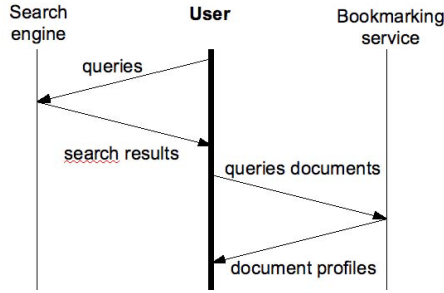 Search
engine
User
Bookmarking
service
queries
search results
queries documents
document profiles